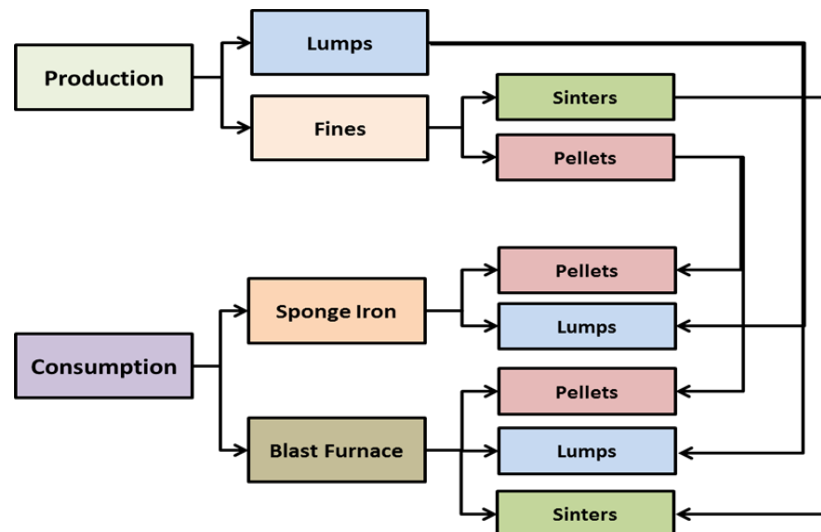 Production
Lumps
Fines
Sinters
Pellets
Consumption
Sponge Iron
Pellets
Lumps
Blast Furnace
Pellets
Lumps
Sinters